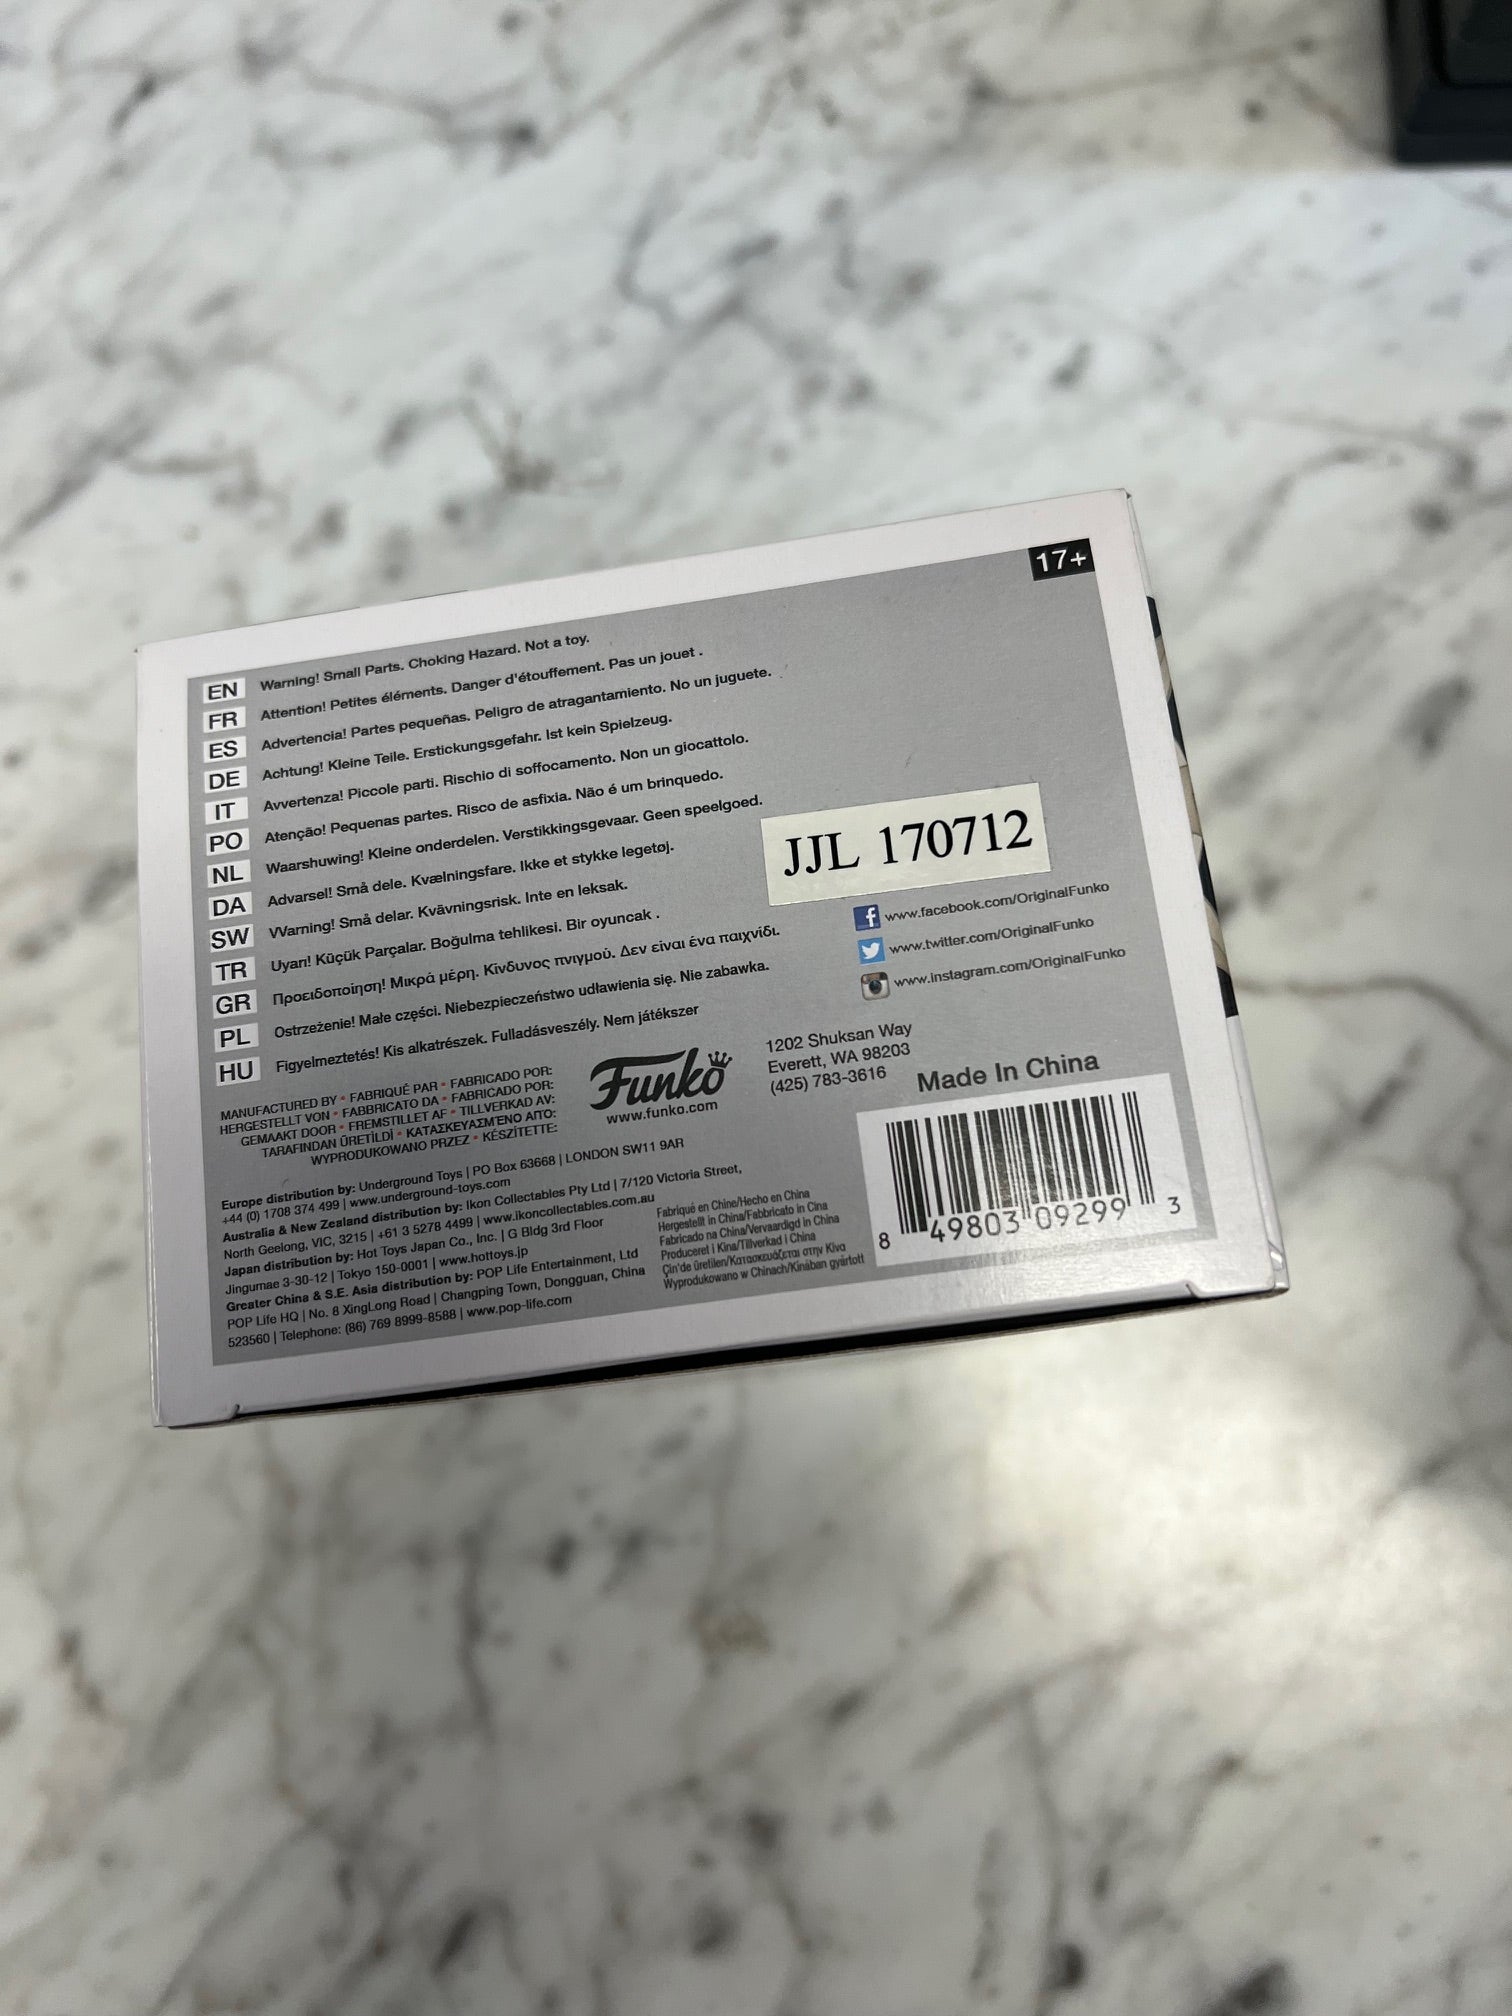 17+
EN Warning! Small Parts. Choking Hazard. Not a toy.
FR Attention! Petites éléments. Danger d'étouffement. Pas un jouet .
ES Advertencia! Partes pequeñas. Peligro de atragantamiento. No un juguete.
DE Achtung! Kleine Teile. Erstickungsgefahr. Ist kein Spielzeug.
IT Avvertenza! Piccole parti. Rischio di soffocamento. Non un giocattolo.
PO Atenção! Pequenas partes. Risco de asfixia. Não é um brinquedo.
NL Waarshuwing! Kleine onderdelen. Verstikkingsgevaar. Geen speelgoed.
DA Advarsel! Små dele. Kvælningsfare. Ikke et stykke legetøj.
SW VVarning! Små delar. Kvävningsrisk. Inte en leksak.
TR Uyarı! Küçük Parçalar. Boğulma tehlikesi. Bir oyuncak .
GR Προειδοποίηση! Μικρά μέρη. Κίνδυνος πνιγμού. Δεν είναι ένα παιχνίδι.
PL Ostrzeżenie! Małe części. Niebezpieczeństwo udławienia się. Nie zabawka.
HU Figyelmeztetés! Kis alkatrészek. Fulladásveszély. Nem játékszer
JJL 170712
www.facebook.com/OriginalFunko
www.twitter.com/OriginalFunko
www.instagram.com/OriginalFunko
MANUFACTURED BY • FABRIQUÉ PAR • FABRICADO POR:
HERGESTELLT VON • FABBRICATO DA • FABRICADO POR:
GEMAAKT DOOR • FREMSTILLET AF • TILLVERKAD AV:
TARAFINDAN ÜRETİLDİ • ΚΑΤΑΣΚΕΥΑΣΜΈΝΟ ΑΠΌ:
WYPRODUKOWANO PRZEZ • KÉSZÍTETTE:
Funko
www.funko.com
1202 Shuksan Way
Everett, WA 98203
(425) 783-3616
Made In China
Europe distribution by: Underground Toys | PO Box 63668 | LONDON SW11 9AR
+44 (0) 1708 374 499 | www.underground-toys.com
Australia & New Zealand distribution by: Ikon Collectables Pty Ltd | 7/120 Victoria Street,
North Geelong, VIC, 3215 | +61 3 5278 4499 | www.ikoncollectables.com.au
Japan distribution by: Hot Toys Japan Co., Inc. | G Bldg 3rd Floor
Jingumae 3-30-12 | Tokyo 150-0001 | www.hottoys.jp
Greater China & S.E. Asia distribution by: POP Life Entertainment, Ltd
POP Life HQ | No. 8 XingLong Road | Changping Town, Dongguan, China
523560 | Telephone: (86) 769 8999-8588 | www.pop-life.com
Fabriqué en Chine/Hecho en China
Hergestellt in China/Fabbricato in Cina
Fabricado na China/Vervaardigd in China
Produceret i Kina/Tillverkad i China
Çin'de üretilen/Κατασκευάζεται στην Κίνα
Wyprodukowano w Chinach/Kínában gyártott
8 49803 09299 3